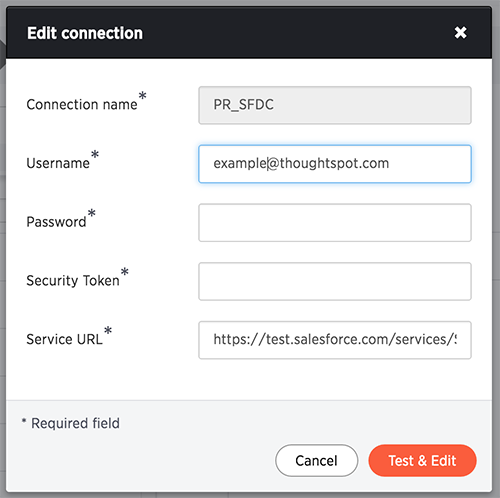 Edit connection ×
Connection name* PR_SFDC
Username* example@thoughtspot.com
Password*
Security Token*
Service URL* https://test.salesforce.com/services/S
* Required field
Cancel Test & Edit